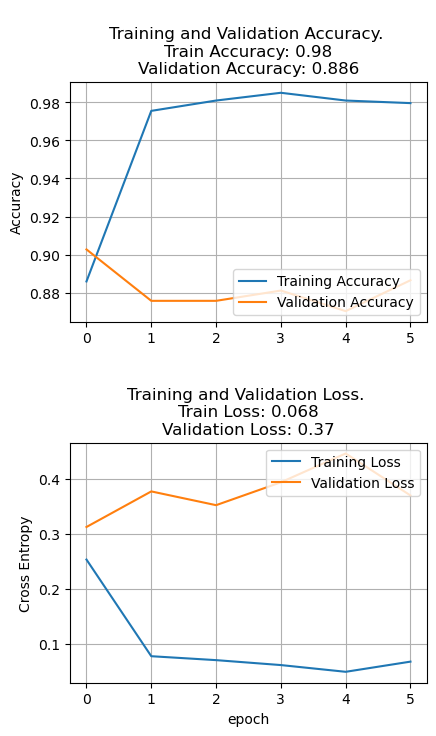 Training and Validation Accuracy.
Train Accuracy: 0.98
Validation Accuracy: 0.886
0.98
0.96
0.94
0.92
0.90
0.88
Accuracy
Training Accuracy
Validation Accuracy
0 1 2 3 4 5
Training and Validation Loss.
Train Loss: 0.068
Validation Loss: 0.37
0.4
0.3
0.2
0.1
Cross Entropy
Training Loss
Validation Loss
0 1 2 3 4 5
epoch